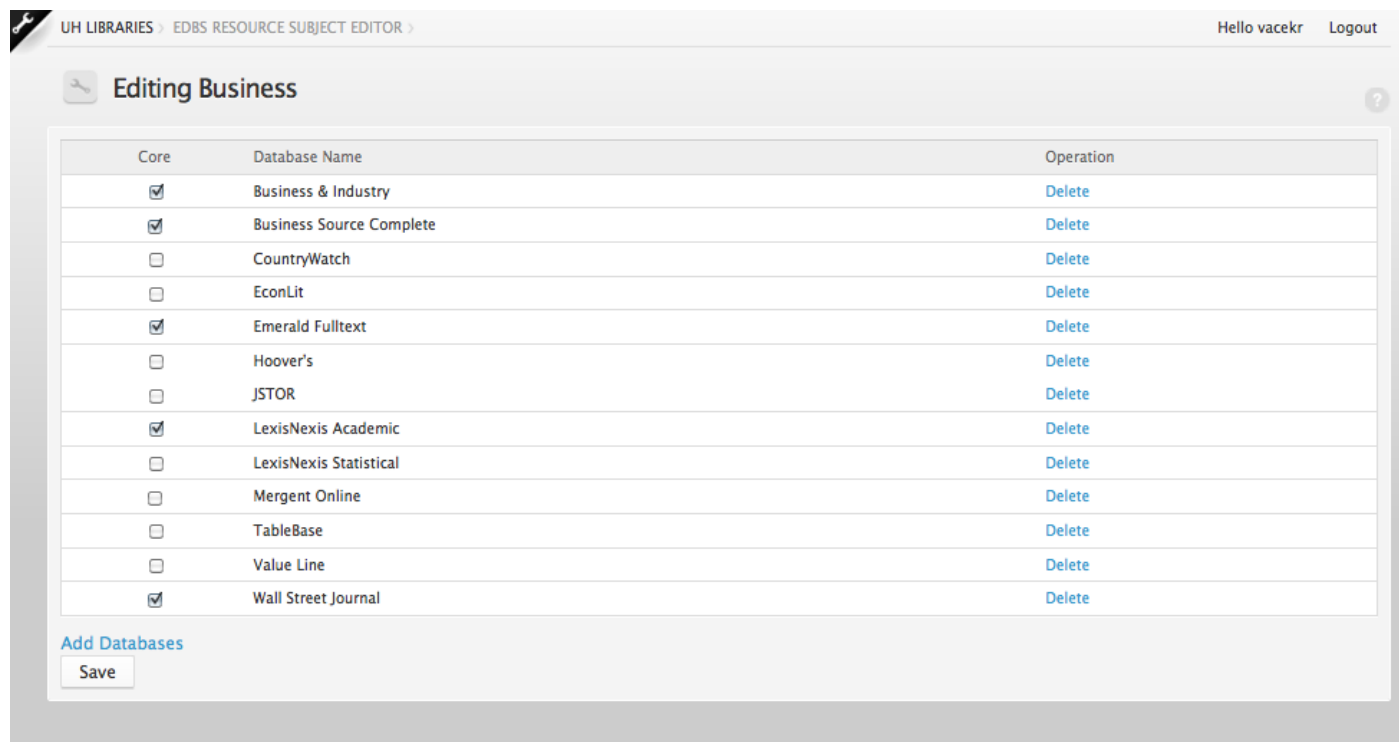 UH LIBRARIES › EDBS RESOURCE SUBJECT EDITOR › Hello vacekr Logout
Editing Business
?
Core Database Name Operation
Business & Industry Delete
Business Source Complete Delete
CountryWatch Delete
EconLit Delete
Emerald Fulltext Delete
Hoover's Delete
JSTOR Delete
LexisNexis Academic Delete
LexisNexis Statistical Delete
Mergent Online Delete
TableBase Delete
Value Line Delete
Wall Street Journal Delete
Add Databases
Save